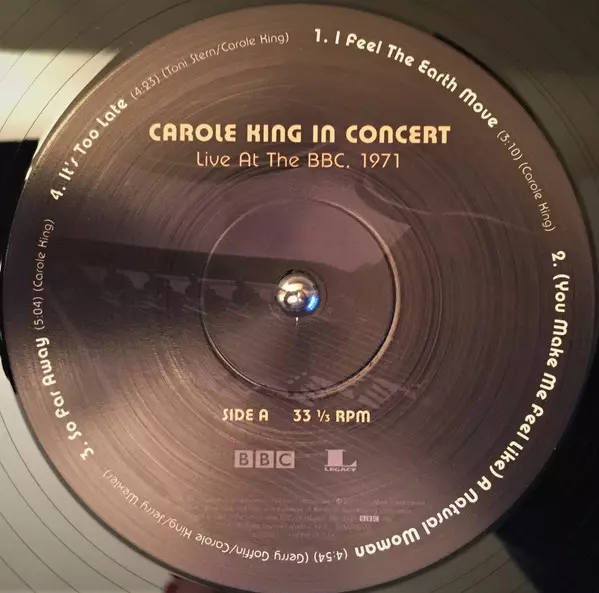 CAROLE KING IN CONCERT
Live At The BBC, 1971
1. I Feel The Earth Move (3:10) (Carole King)
2. (You Make Me Feel Like) A Natural Woman (4:54) (Gerry Goffin/Carole King/Jerry Wexler)
3. So Far Away (5:04) (Carole King)
4. It's Too Late (4:23) (Toni Stern/Carole King)
SIDE A 33 ⅓ RPM
BBC
LEGACY
BBC